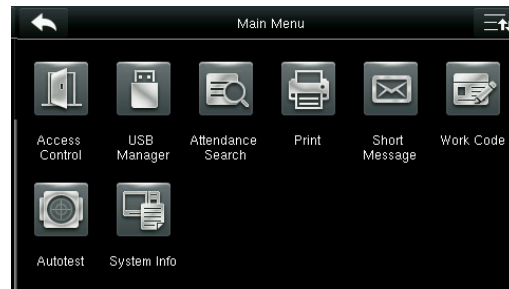 Main Menu
Access Control
USB Manager
Attendance Search
Print
Short Message
Work Code
Autotest
System Info